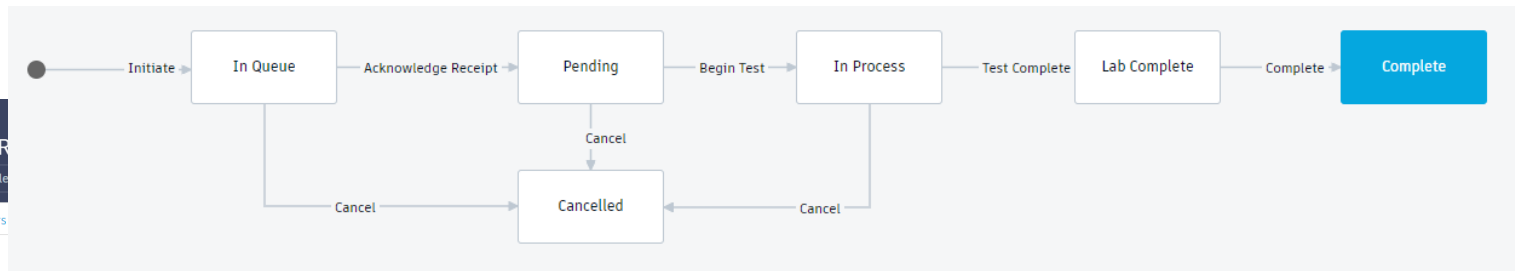 Initiate
In Queue
Acknowledge Receipt
Pending
Begin Test
In Process
Test Complete
Lab Complete
Complete
Complete
Cancel
Cancel
Cancelled
Cancel
R
le
s